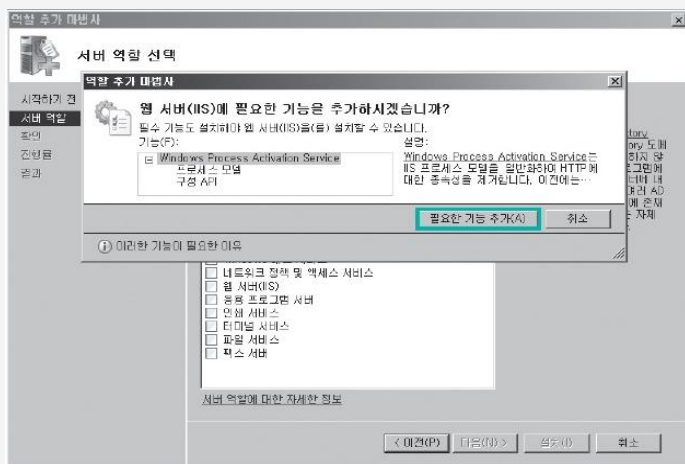 역할 추가 마법사
서버 역할 선택
역할 추가 마법사
웹 서버(IIS)에 필요한 기능을 추가하시겠습니까?
필수 기능도 설치해야 웹 서버(IIS)을(를) 설치할 수 있습니다.
기능(F):
Windows Process Activation Service
프로세스 모델
구성 API
설명:
Windows Process Activation Service는
IIS 프로세스 모델을 일반화하여 HTTP에
대한 종속성을 제거합니다. 이전에는…
필요한 기능 추가(A)
취소
이러한 기능이 필요한 이유
시작하기 전
서버 역할
확인
진행률
결과
네트워크 정책 및 액세스 서비스
웹 서버(IIS)
응용 프로그램 서버
인쇄 서비스
터미널 서비스
파일 서비스
팩스 서버
서버 역할에 대한 자세한 정보
< 이전(P)
다음(N) >
설치(I)
취소